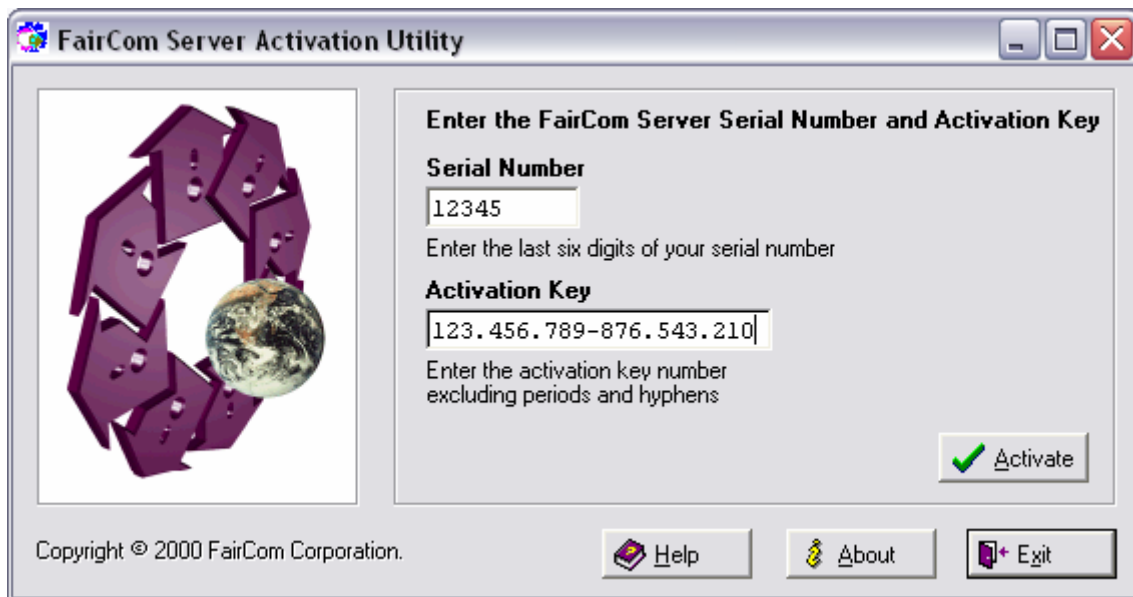 FairCom Server Activation Utility
Enter the FairCom Server Serial Number and Activation Key
Serial Number
12345
Enter the last six digits of your serial number
Activation Key
123.456.789-876.543.210
Enter the activation key number
excluding periods and hyphens
Activate
Copyright © 2000 FairCom Corporation.
Help
About
Exit